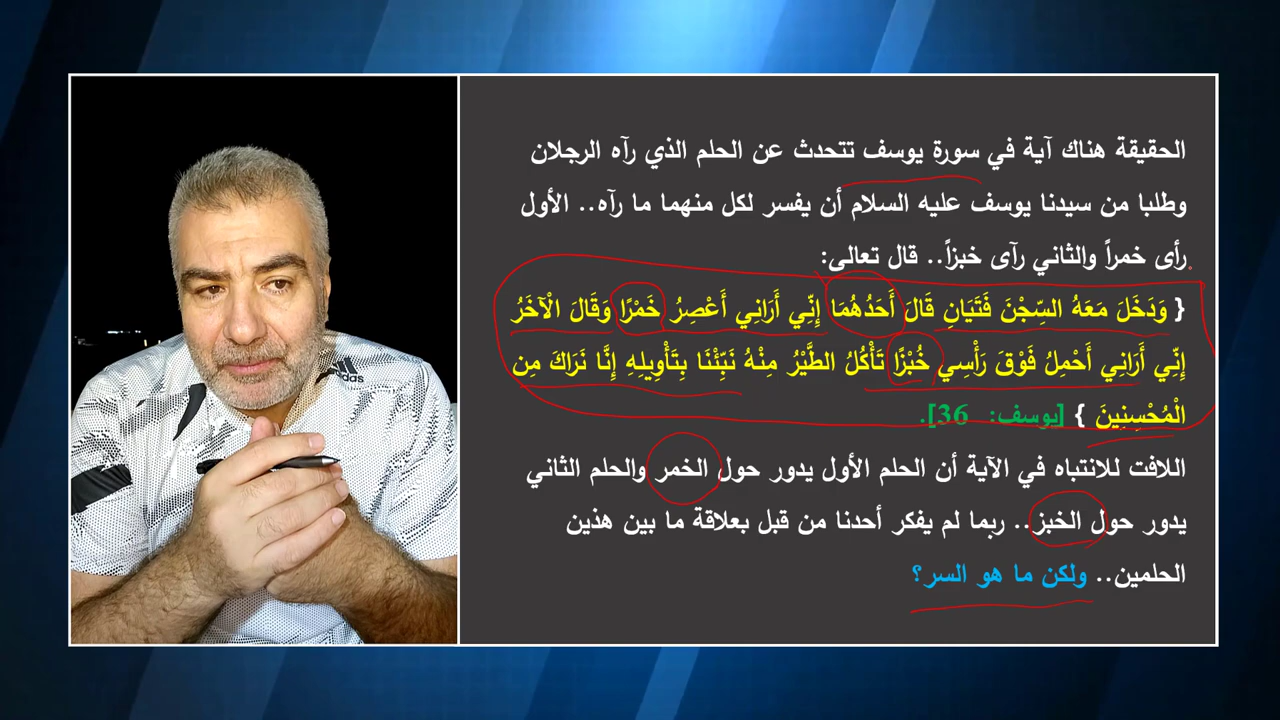 الحقيقة هناك آية في سورة يوسف تتحدث عن الحلم الذي رآه الرجلان
وطلبا من سيدنا يوسف عليه السلام أن يفسر لكل منهما ما رآه.. الأول
رأى خمراً والثاني رآى خبزاً.. قال تعالى:
{ وَدَخَلَ مَعَهُ السِّجْنَ فَتَيَانِ قَالَ أَحَدُهُمَا إِنِّي أَرَانِي أَعْصِرُ خَمْرًا وَقَالَ الْآخَرُ
إِنِّي أَرَانِي أَحْمِلُ فَوْقَ رَأْسِي خُبْزًا تَأْكُلُ الطَّيْرُ مِنْهُ نَبِّئْنَا بِتَأْوِيلِهِ إِنَّا نَرَاكَ مِن
الْمُحْسِنِينَ } [يوسف: 36].
اللافت للانتباه في الآية أن الحلم الأول يدور حول الخمر والحلم الثاني
يدور حول الخبز.. ربما لم يفكر أحدنا من قبل بعلاقة ما بين هذين
الحلمين.. ولكن ما هو السر؟
adidas